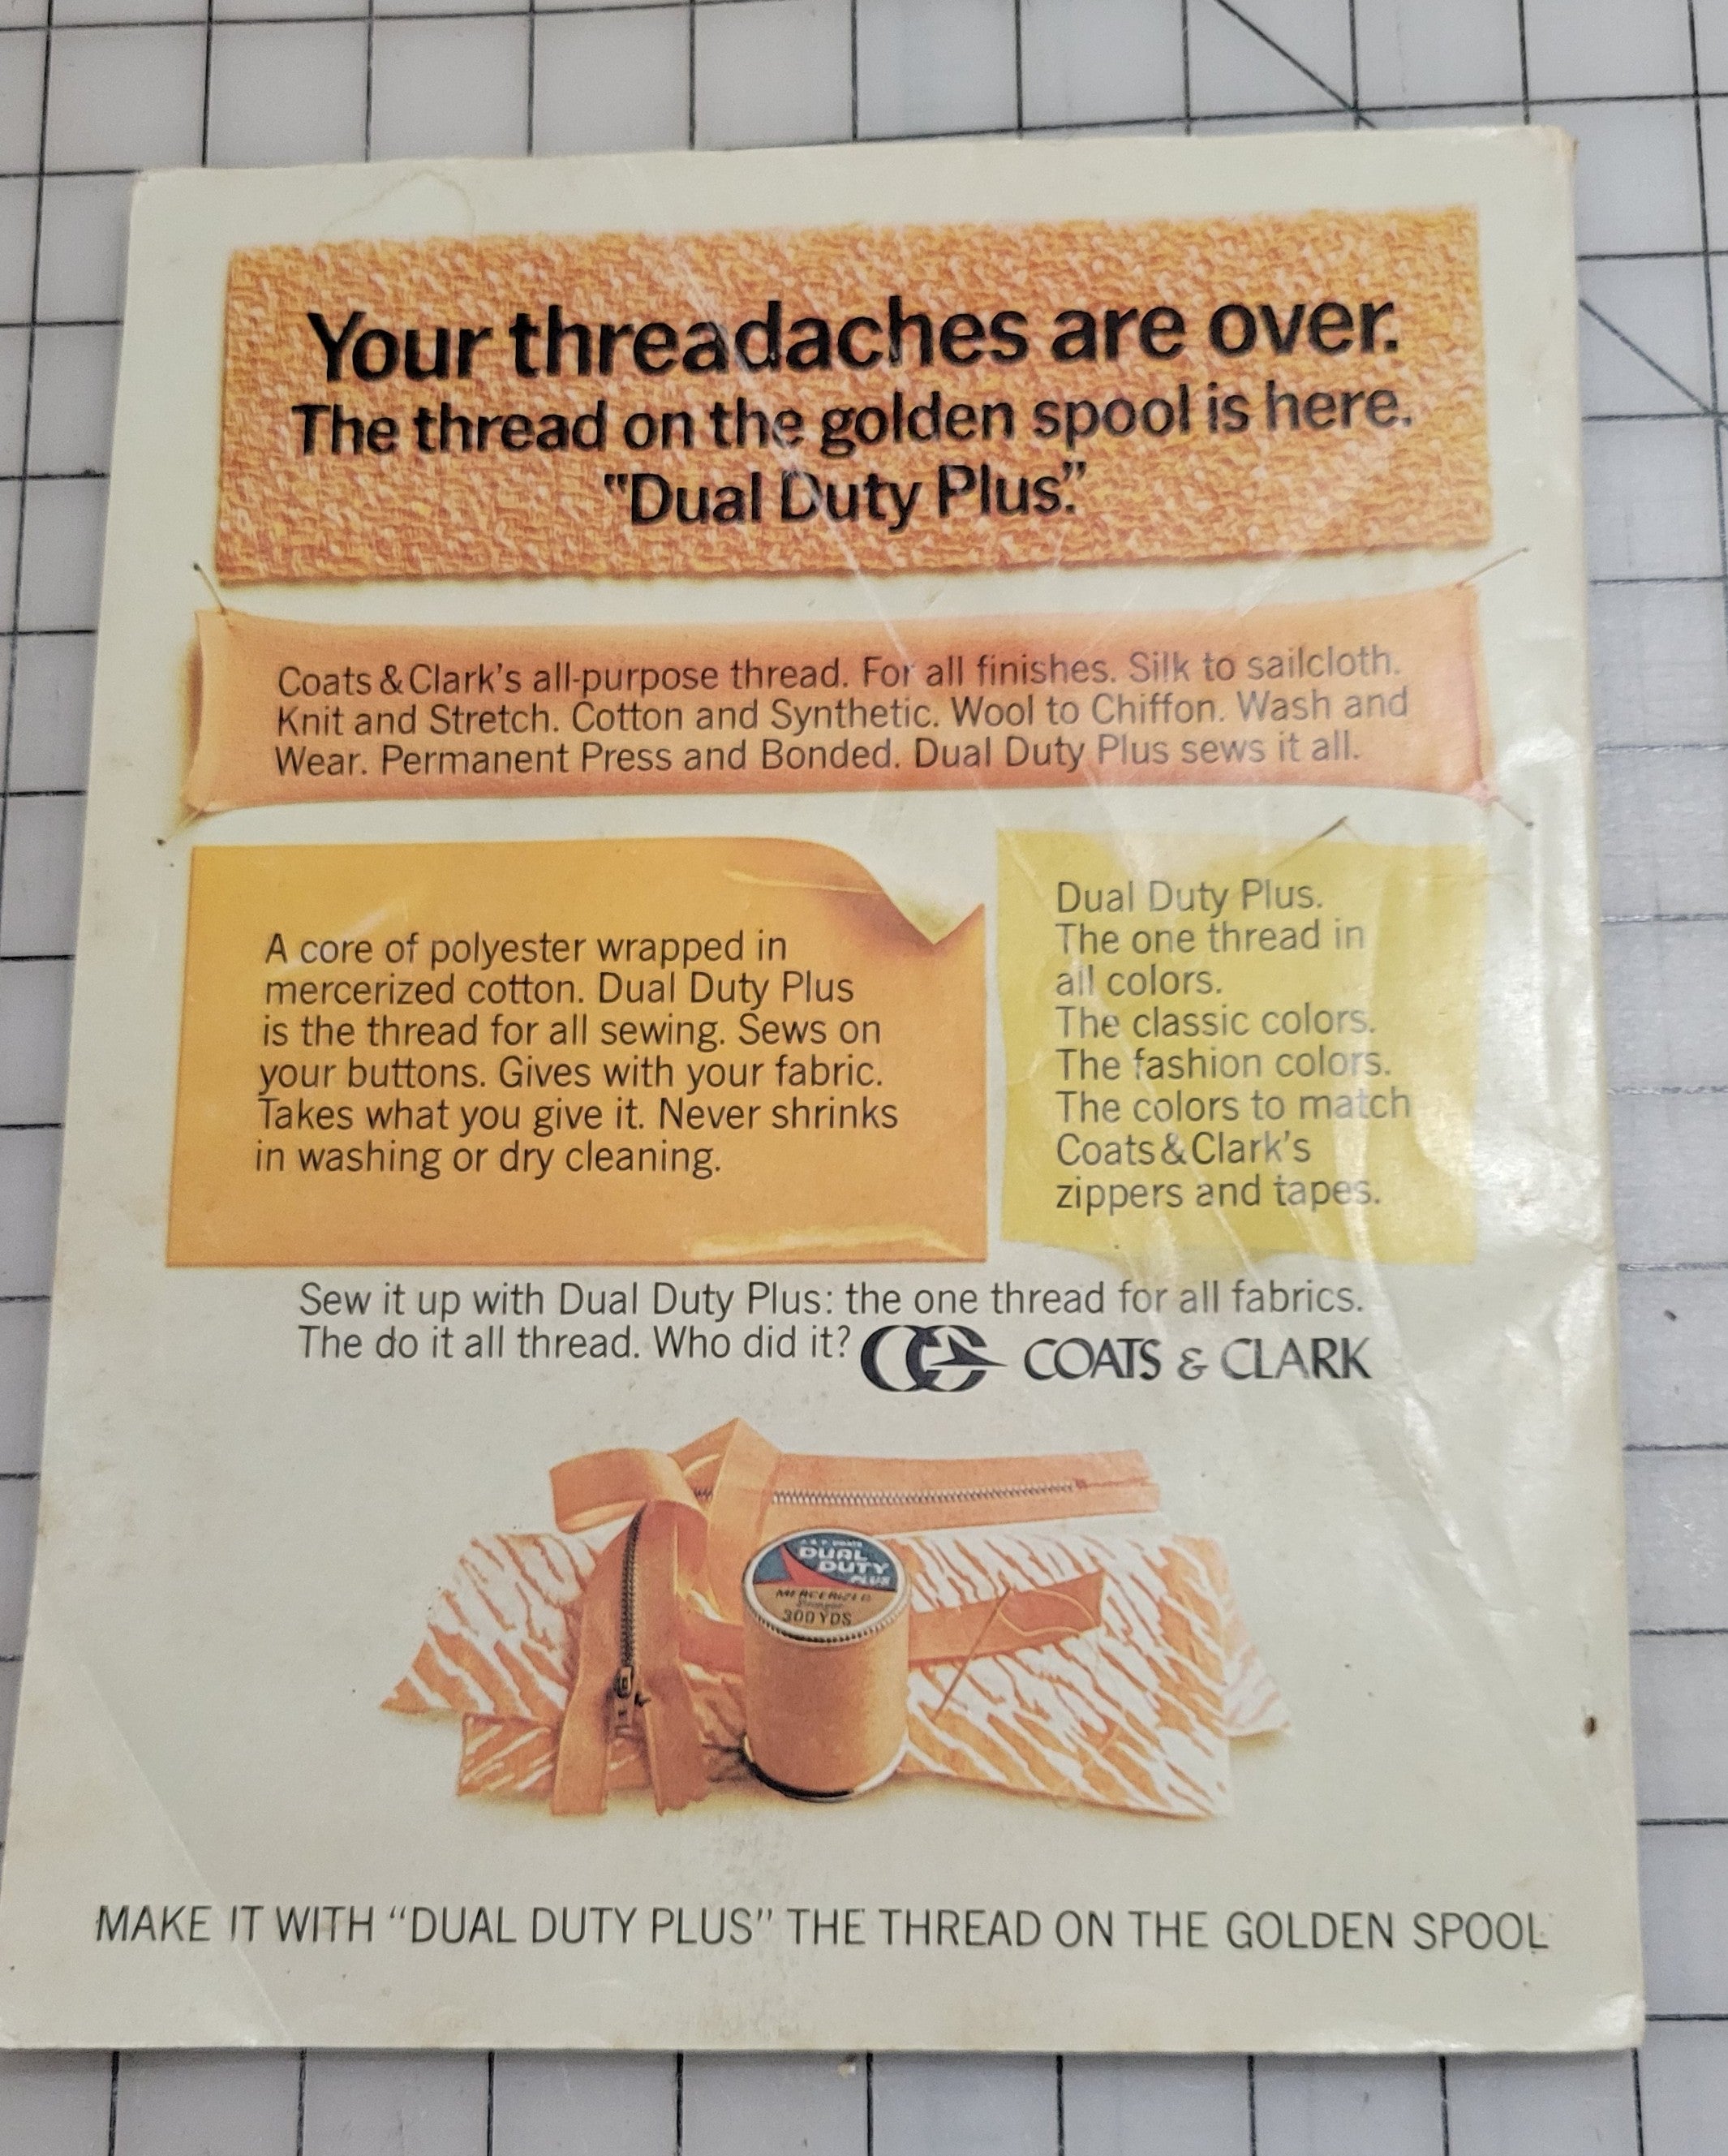 Your threadaches are over.
The thread on the golden spool is here.
"Dual Duty Plus."
Coats & Clark's all-purpose thread. For all finishes. Silk to sailcloth.
Knit and Stretch. Cotton and Synthetic. Wool to Chiffon. Wash and
Wear. Permanent Press and Bonded. Dual Duty Plus sews it all.
A core of polyester wrapped in
mercerized cotton. Dual Duty Plus
is the thread for all sewing. Sews on
your buttons. Gives with your fabric.
Takes what you give it. Never shrinks
in washing or dry cleaning.
Dual Duty Plus.
The one thread in
all colors.
The classic colors.
The fashion colors.
The colors to match
Coats & Clark's
zippers and tapes.
Sew it up with Dual Duty Plus: the one thread for all fabrics.
The do it all thread. Who did it? COATS & CLARK
DUAL
DUTY
PLUS
MERCERIZED
300 YDS
MAKE IT WITH "DUAL DUTY PLUS" THE THREAD ON THE GOLDEN SPOOL